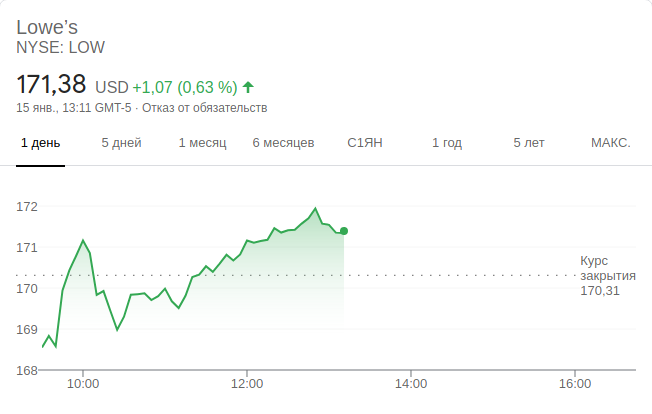 Lowe's
NYSE: LOW
171,38 USD +1,07 (0,63 %)
15 янв., 13:11 GMT-5 · Отказ от обязательств
1 день 5 дней 1 месяц 6 месяцев С1ЯН 1 год 5 лет МАКС.
172
171
Курс
закрытия
170,31
170
169
168
10:00 12:00 14:00 16:00